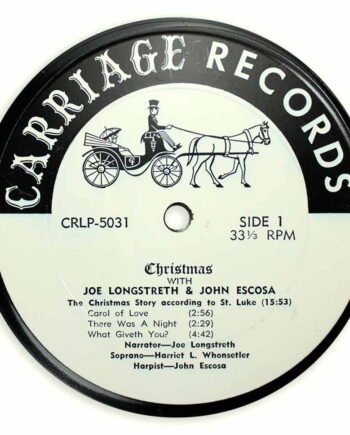 CARRIAGE RECORDS
CRLP-5031
SIDE 1
33⅓ RPM
Christmas
WITH
JOE LONGSTRETH & JOHN ESCOSA
The Christmas Story according to St. Luke (15:53)
Carol of Love (2:56)
There Was A Night (2:29)
What Giveth You? (4:42)
Narrator—Joe Longstreth
Soprano—Harriet L. Whonsetler
Harpist—John Escosa